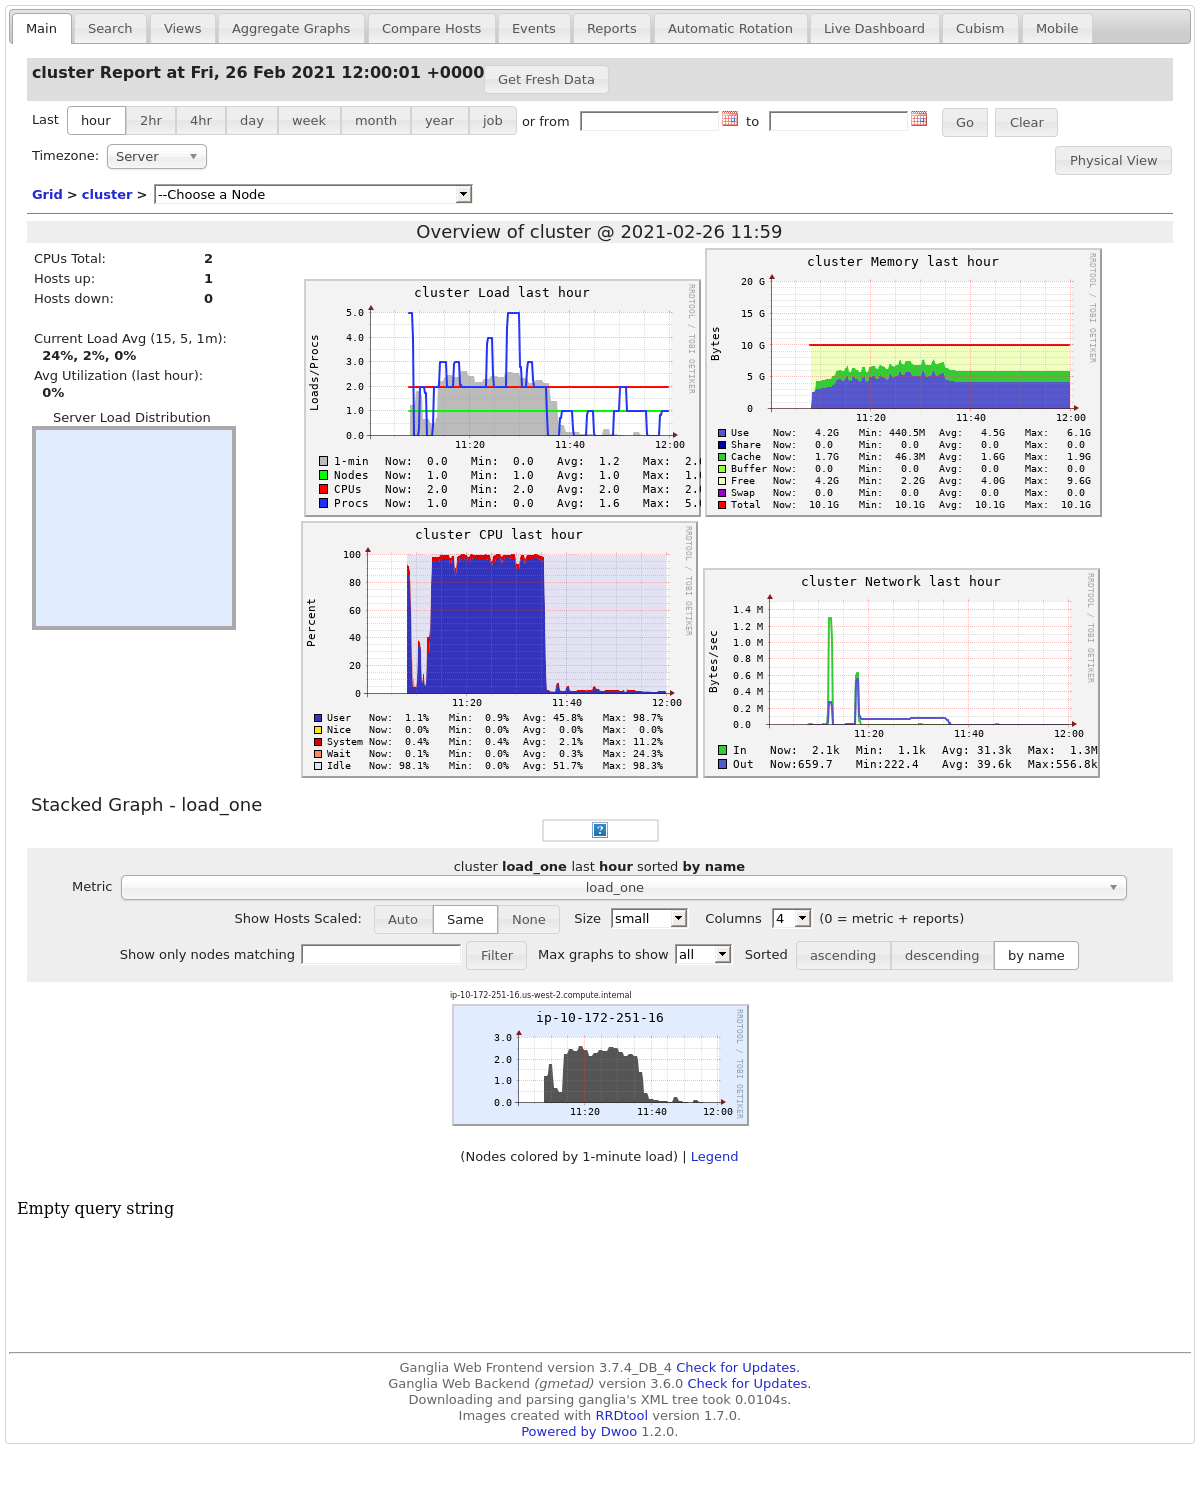 Main Search Views Aggregate Graphs Compare Hosts Events Reports Automatic Rotation Live Dashboard Cubism Mobile
cluster Report at Fri, 26 Feb 2021 12:00:01 +0000 Get Fresh Data
Last hour 2hr 4hr day week month year job or from to Go Clear
Timezone: Server
Physical View
Grid > cluster > --Choose a Node
Overview of cluster @ 2021-02-26 11:59
CPUs Total: 2
Hosts up: 1
Hosts down: 0
Current Load Avg (15, 5, 1m):
24%, 2%, 0%
Avg Utilization (last hour):
0%
Server Load Distribution
cluster Load last hour
RRDTOOL / TOBI OETIKER
Loads/Procs
5.0
4.0
3.0
2.0
1.0
0.0
11:20 11:40 12:00
1-min Now: 0.0 Min: 0.0 Avg: 1.2 Max: 2.
Nodes Now: 1.0 Min: 1.0 Avg: 1.0 Max: 1.
CPUs Now: 2.0 Min: 2.0 Avg: 2.0 Max: 2.
Procs Now: 1.0 Min: 0.0 Avg: 1.6 Max: 5.
cluster Memory last hour
RRDTOOL / TOBI OETIKER
Bytes
20 G
15 G
10 G
5 G
0
11:20 11:40 12:00
Use Now: 4.2G Min: 440.5M Avg: 4.5G Max: 6.1G
Share Now: 0.0 Min: 0.0 Avg: 0.0 Max: 0.0
Cache Now: 1.7G Min: 46.3M Avg: 1.6G Max: 1.9G
Buffer Now: 0.0 Min: 0.0 Avg: 0.0 Max: 0.0
Free Now: 4.2G Min: 2.2G Avg: 4.0G Max: 9.6G
Swap Now: 0.0 Min: 0.0 Avg: 0.0 Max: 0.0
Total Now: 10.1G Min: 10.1G Avg: 10.1G Max: 10.1G
cluster CPU last hour
RRDTOOL / TOBI OETIKER
Percent
100
80
60
40
20
0
11:20 11:40 12:00
User Now: 1.1% Min: 0.9% Avg: 45.8% Max: 98.7%
Nice Now: 0.0% Min: 0.0% Avg: 0.0% Max: 0.0%
System Now: 0.4% Min: 0.4% Avg: 2.1% Max: 11.2%
Wait Now: 0.1% Min: 0.0% Avg: 0.3% Max: 24.3%
Idle Now: 98.1% Min: 0.0% Avg: 51.7% Max: 98.3%
cluster Network last hour
RRDTOOL / TOBI OETIKER
Bytes/sec
1.4 M
1.2 M
1.0 M
0.8 M
0.6 M
0.4 M
0.2 M
0.0
11:20 11:40 12:00
In Now: 2.1k Min: 1.1k Avg: 31.3k Max: 1.3M
Out Now:659.7 Min:222.4 Avg: 39.6k Max:556.8k
Stacked Graph - load_one
?
cluster load_one last hour sorted by name
Metric load_one
Show Hosts Scaled: Auto Same None Size small Columns 4 (0 = metric + reports)
Show only nodes matching Filter Max graphs to show all Sorted ascending descending by name
ip-10-172-251-16.us-west-2.compute.internal
ip-10-172-251-16
RRDTOOL / TOBI OETIKER
3.0
2.0
1.0
0.0
11:20 11:40 12:00
(Nodes colored by 1-minute load) | Legend
Empty query string
Ganglia Web Frontend version 3.7.4_DB_4 Check for Updates.
Ganglia Web Backend (gmetad) version 3.6.0 Check for Updates.
Downloading and parsing ganglia's XML tree took 0.0104s.
Images created with RRDtool version 1.7.0.
Powered by Dwoo 1.2.0.